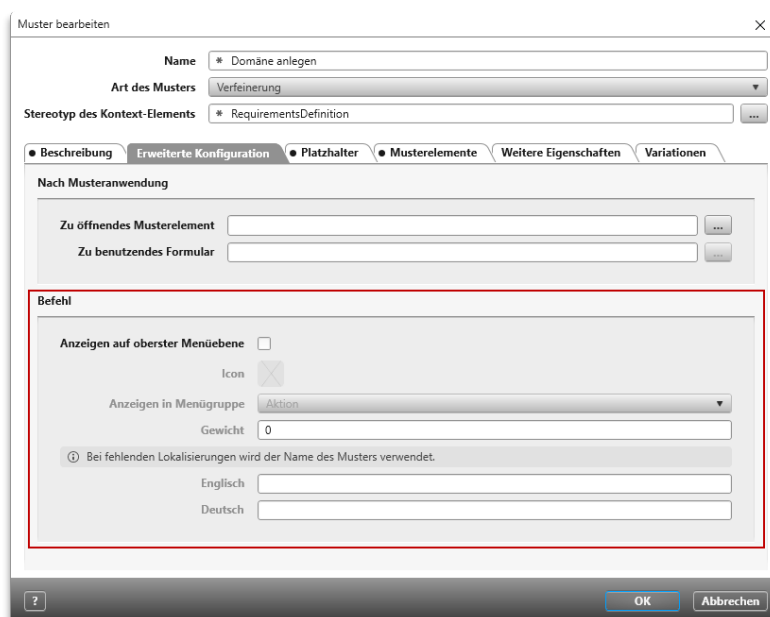 Muster bearbeiten
Name * Domäne anlegen
Art des Musters Verfeinerung
Stereotyp des Kontext-Elements * RequirementsDefinition ...
● Beschreibung Erweiterte Konfiguration ● Platzhalter ● Musterelemente Weitere Eigenschaften Variationen
Nach Musteranwendung
Zu öffnendes Musterelement ...
Zu benutzendes Formular ...
Befehl
Anzeigen auf oberster Menüebene
Icon
Anzeigen in Menügruppe Aktion
Gewicht 0
Bei fehlenden Lokalisierungen wird der Name des Musters verwendet.
Englisch
Deutsch
? OK Abbrechen